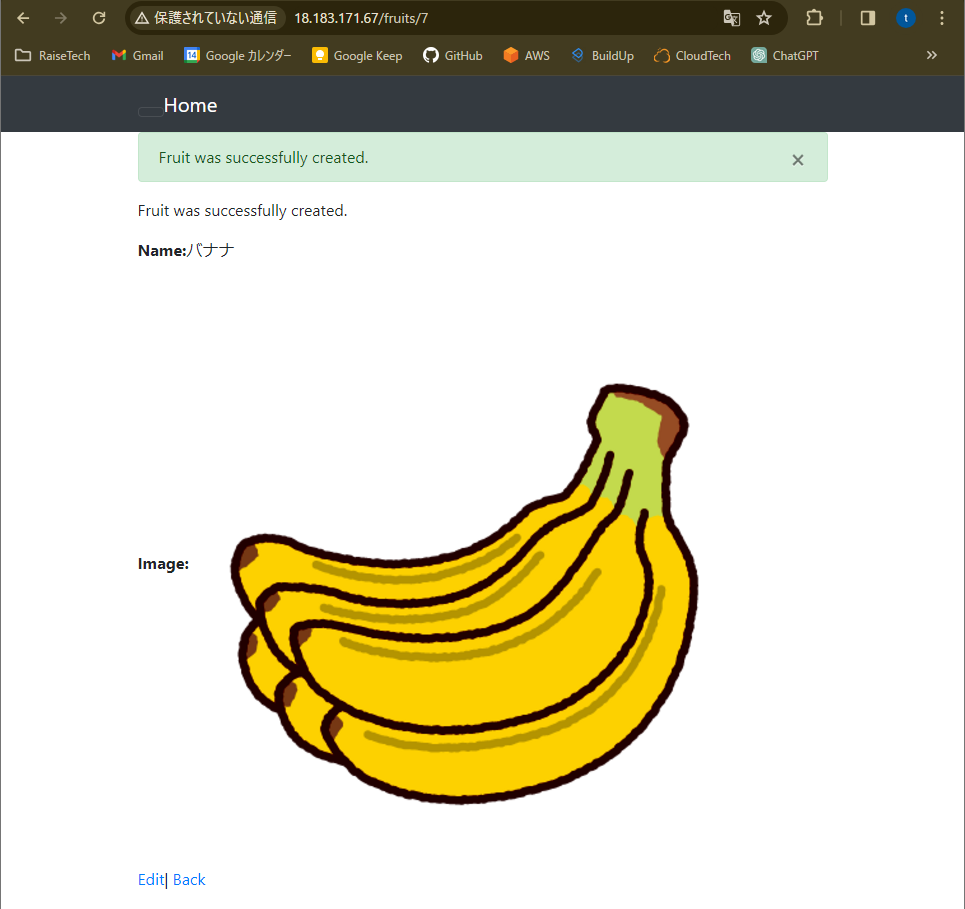 保護されていない通信 18.183.171.67/fruits/7
t
RaiseTech 14 Gmail Google カレンダー Google Keep GitHub AWS BuildUp CloudTech ChatGPT »
Home
Fruit was successfully created. ×
Fruit was successfully created.
Name:バナナ
Image:
Edit| Back